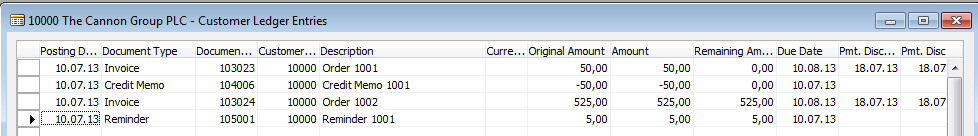 10000 The Cannon Group PLC - Customer Ledger Entries
Posting D... Document Type Documen... Customer... Description Curre... Original Amount Amount Remaining Am... Due Date Pmt. Disc... Pmt. Disc
10.07.13 Invoice 103023 10000 Order 1001 50,00 50,00 0,00 10.08.13 18.07.13 18.07
10.07.13 Credit Memo 104006 10000 Credit Memo 1001 -50,00 -50,00 0,00 10.07.13
10.07.13 Invoice 103024 10000 Order 1002 525,00 525,00 525,00 10.08.13 18.07.13 18.07
10.07.13 Reminder 105001 10000 Reminder 1001 5,00 5,00 5,00 10.07.13